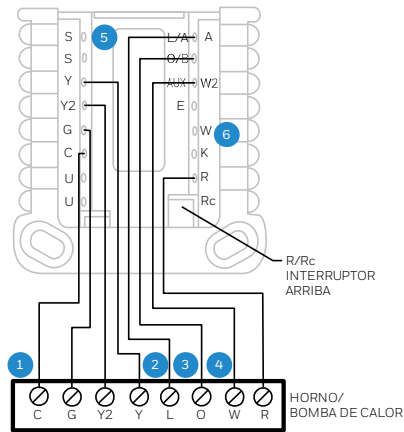 S 5 L/A A
S O/B
Y AUX W2
Y2 E
G W 6
C K
U R
U Rc
R/Rc
INTERRUPTOR
ARRIBA
1 2 3 4
C G Y2 Y L O W R
HORNO/
BOMBA DE CALOR